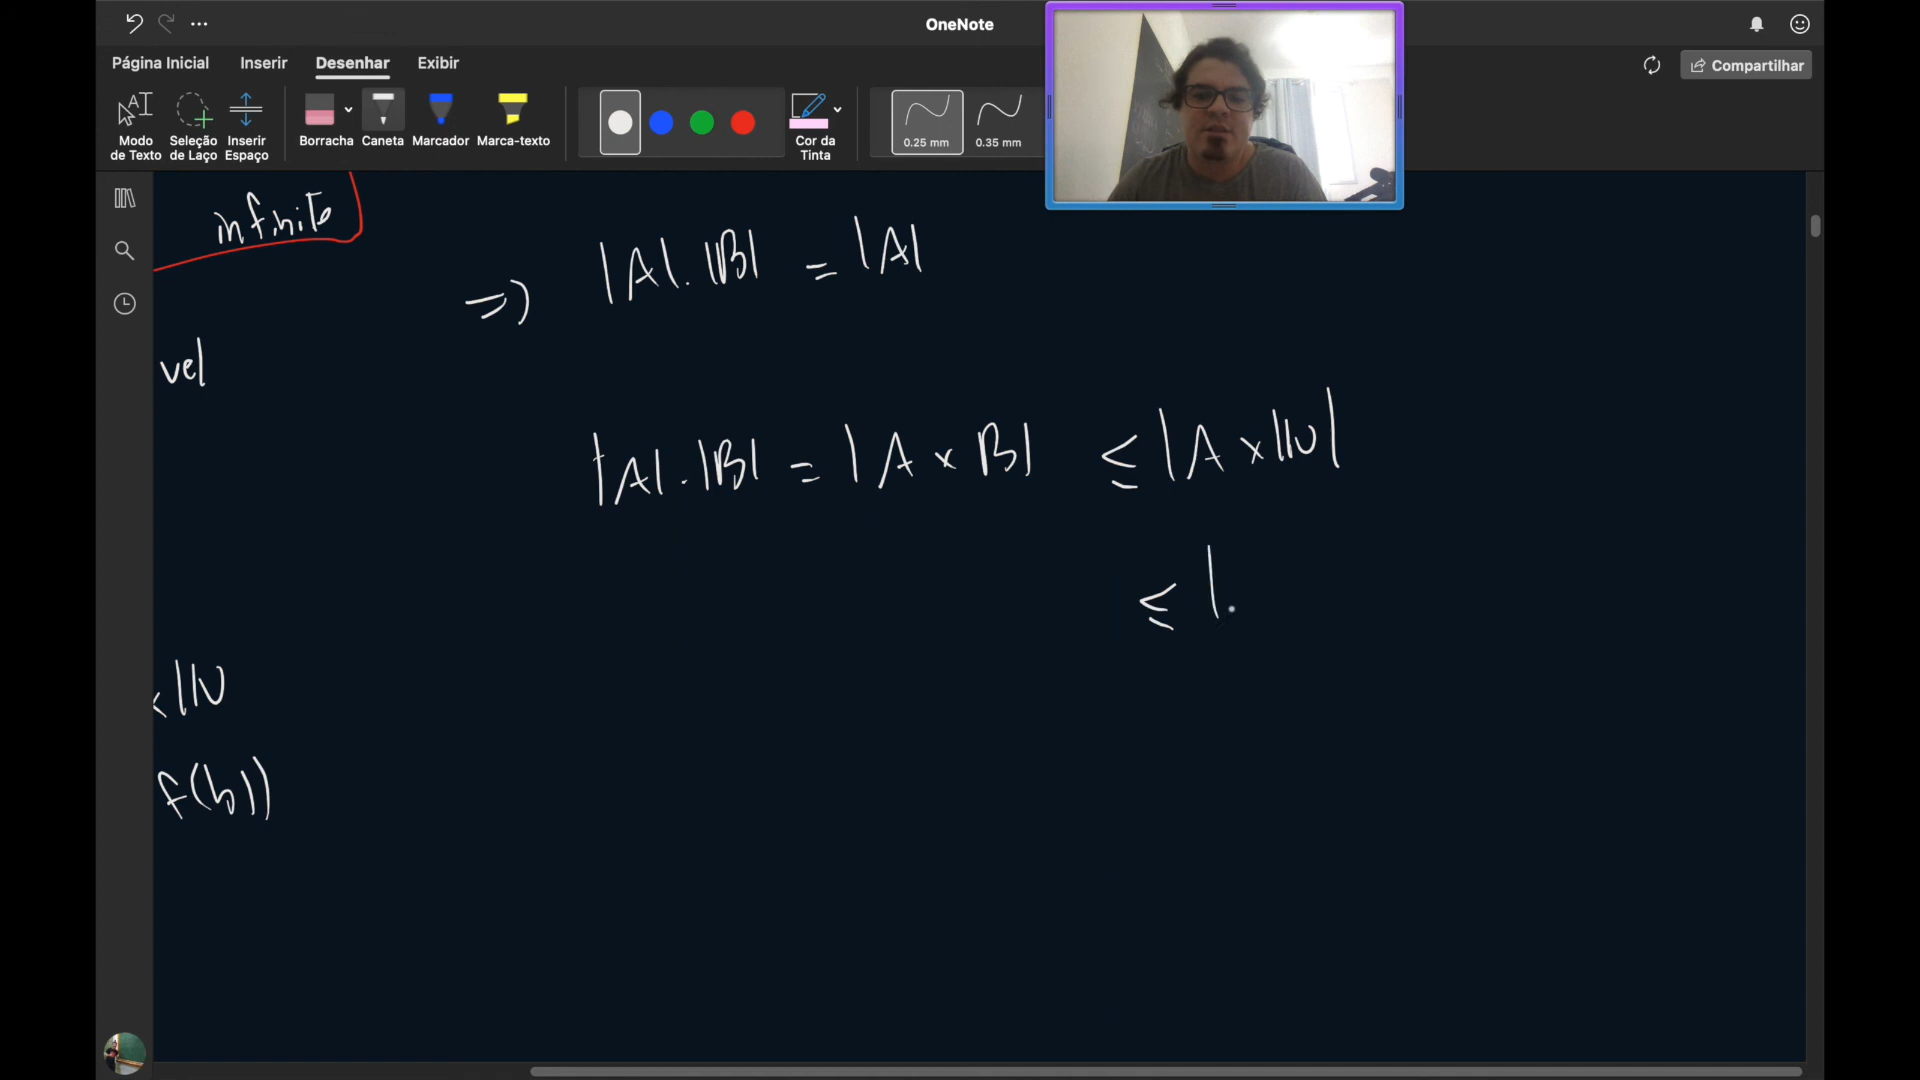 OneNote
Página Inicial Inserir Desenhar Exibir
Compartilhar
Modo de Texto
Seleção de Laço
Inserir Espaço
Borracha
Caneta
Marcador
Marca-texto
Cor da Tinta
0.25 mm
0.35 mm
infinito
⇒ |A|.|B| = |A|
vel
|A|.|B| = |A × B| ≤ |A × ℕ|
≤ |
× ℕ
f(b))